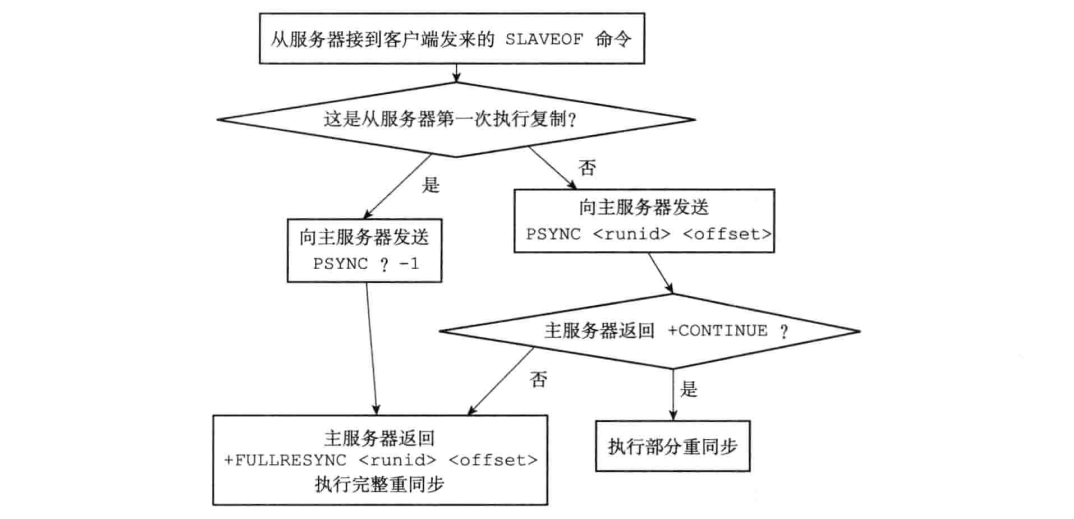 从服务器接到客户端发来的 SLAVEOF 命令
这是从服务器第一次执行复制?
是
否
向主服务器发送
PSYNC ? -1
向主服务器发送
PSYNC <runid> <offset>
主服务器返回 +CONTINUE ?
否
是
主服务器返回
+FULLRESYNC <runid> <offset>
执行完整重同步
执行部分重同步